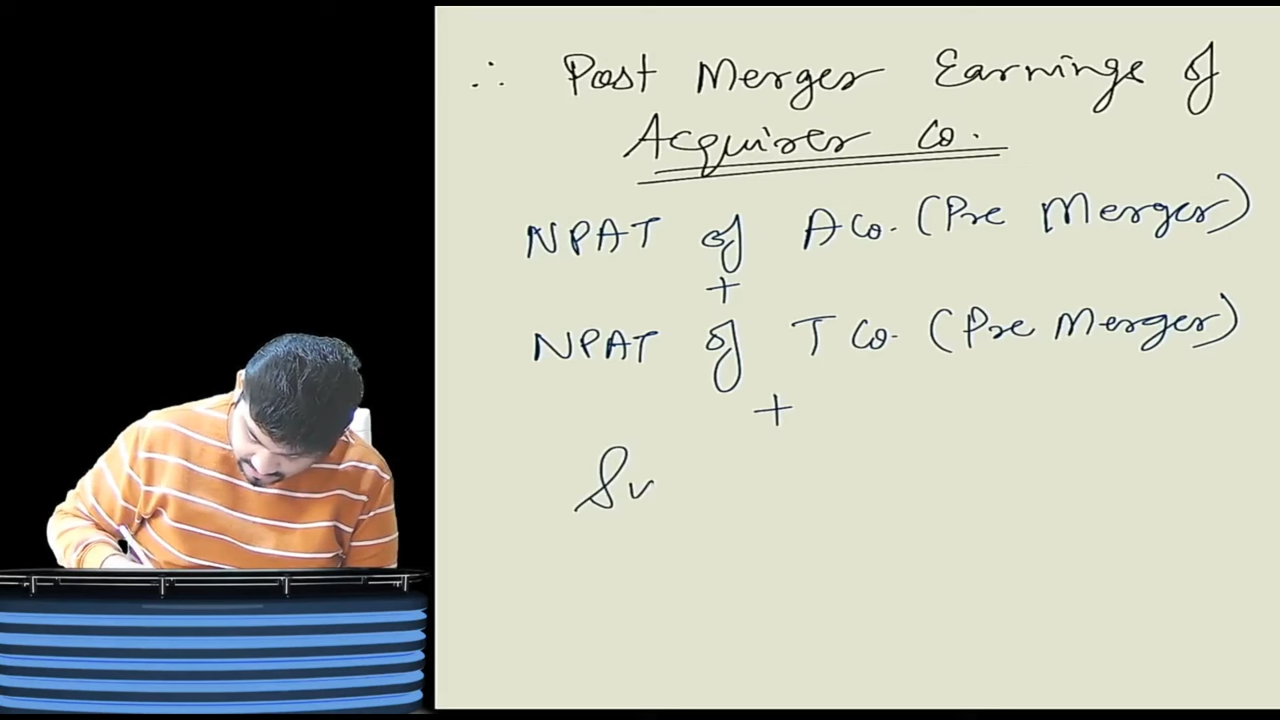 ∴ Post Merger Earnings of
Acquirer Co.
NPAT of A Co. (Pre Merger)
+
NPAT of T Co. (Pre Merger)
+